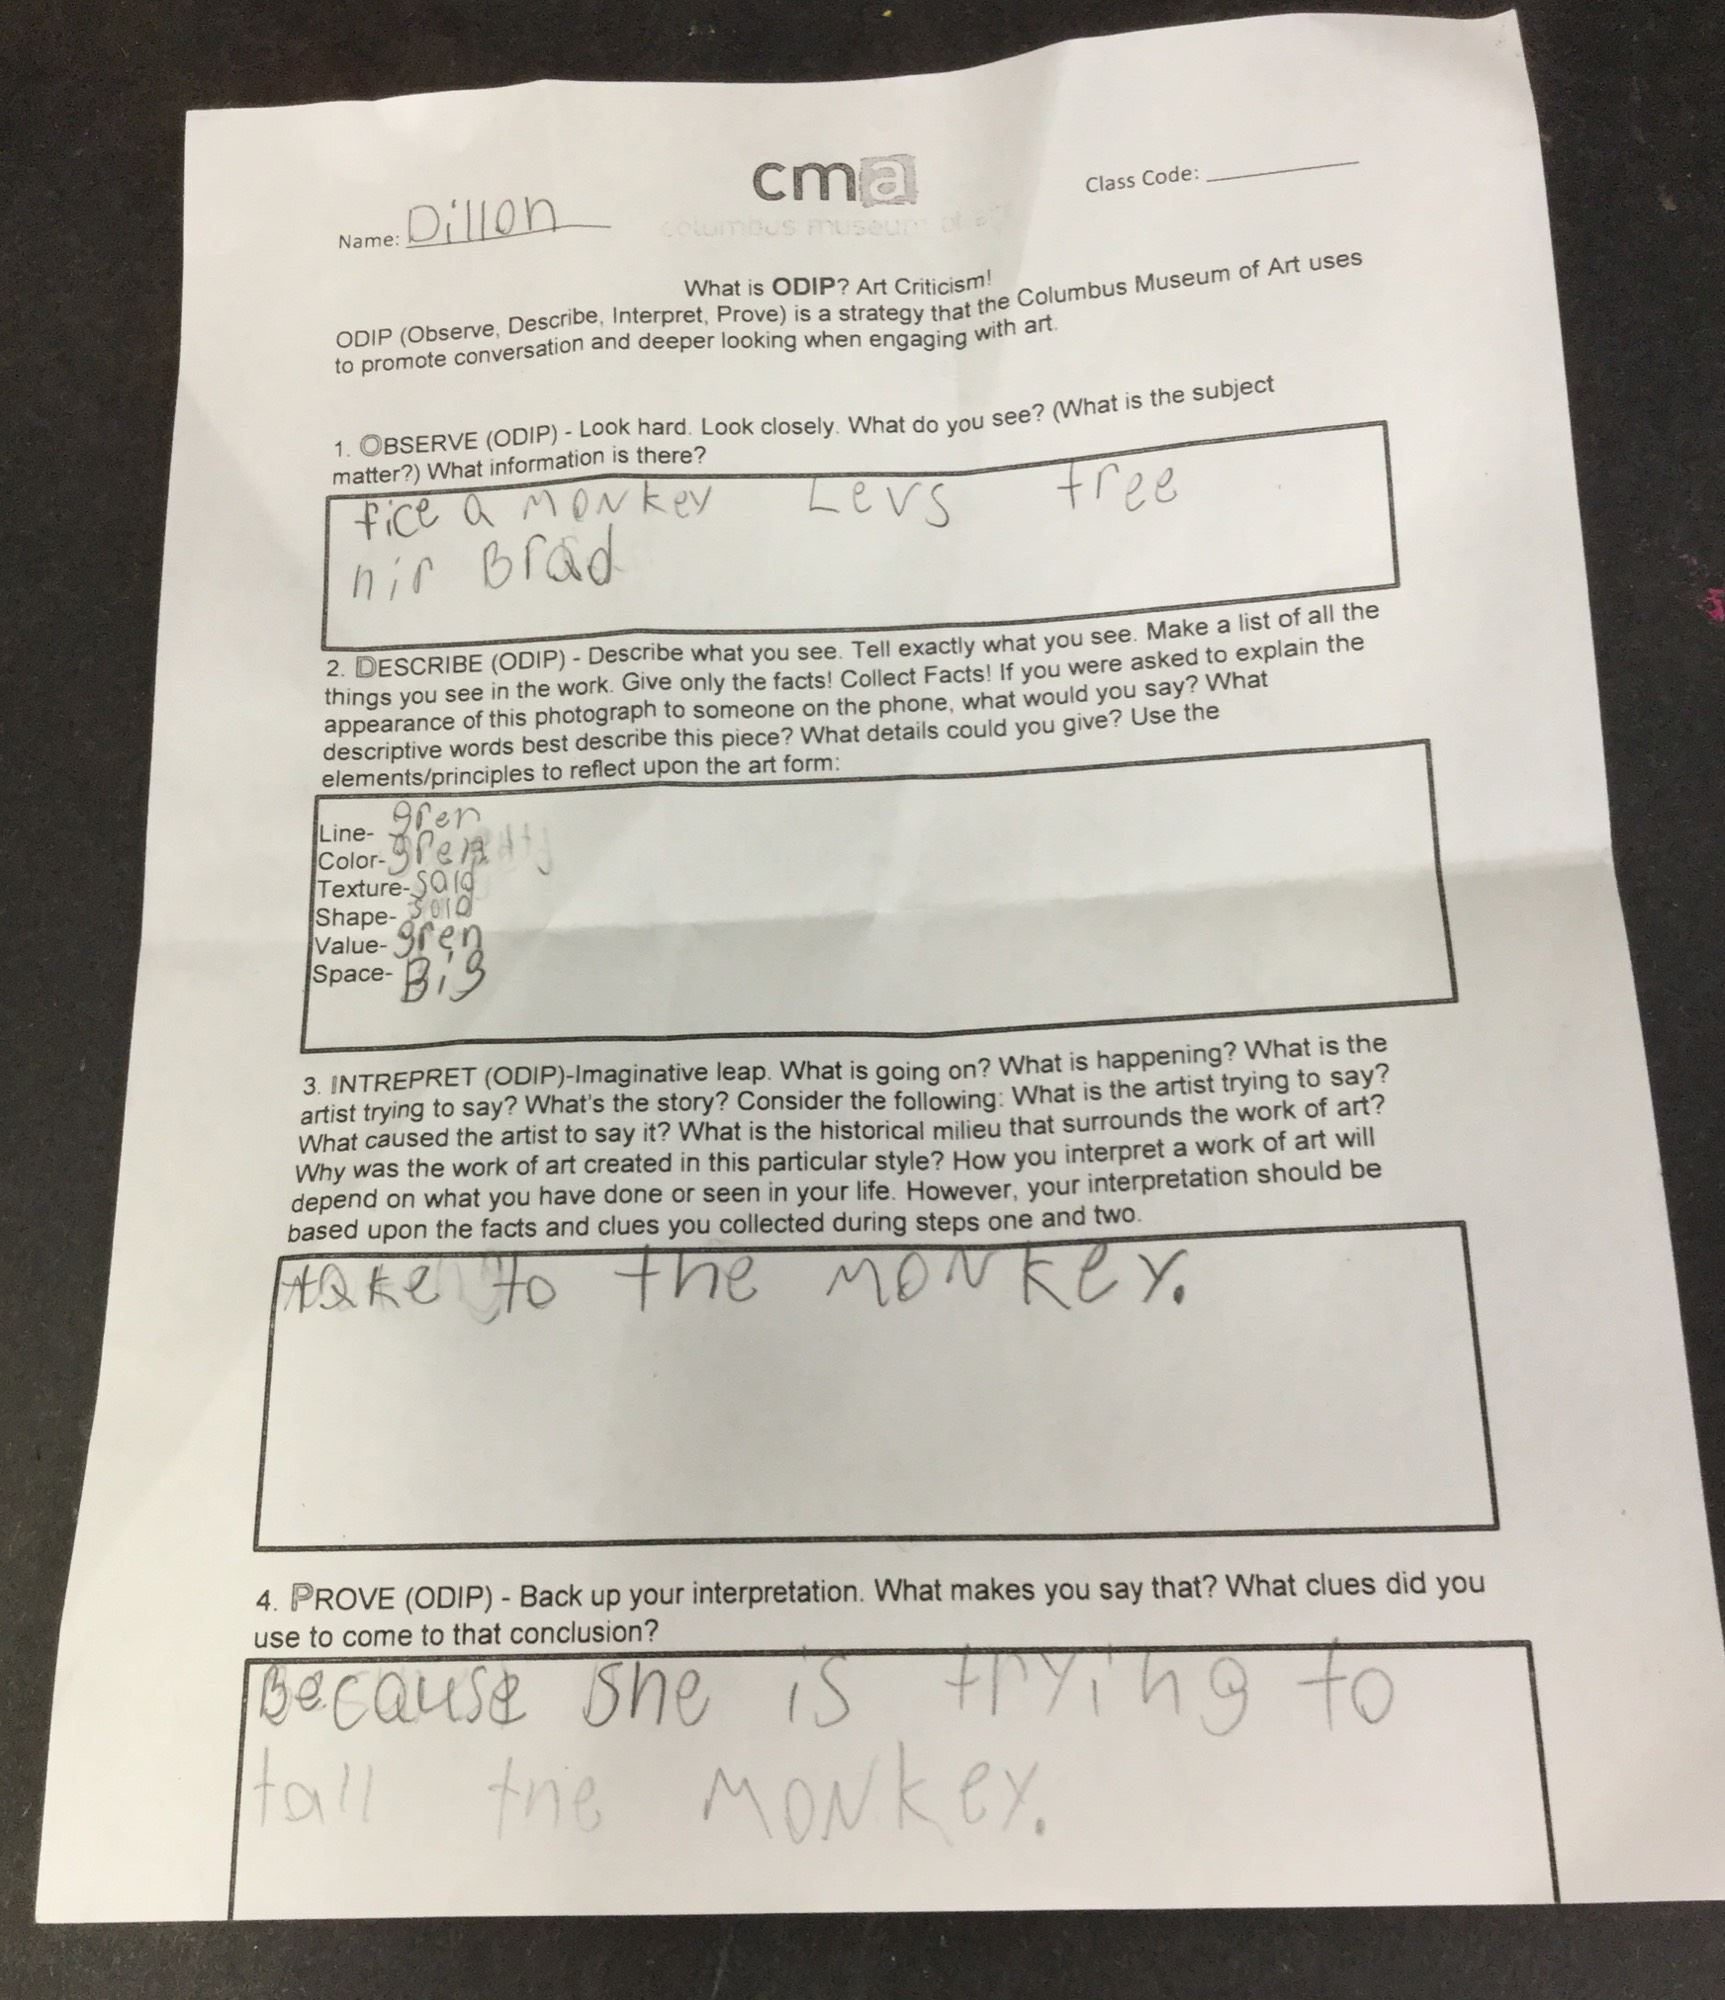 cma
columbus museum of art
Class Code:
Name: Dillon
What is ODIP? Art Criticism!
ODIP (Observe, Describe, Interpret, Prove) is a strategy that the Columbus Museum of Art uses
to promote conversation and deeper looking when engaging with art.
1. OBSERVE (ODIP) - Look hard. Look closely. What do you see? (What is the subject
matter?) What information is there?
fice a monkey Levs tree
nir Brad
2. DESCRIBE (ODIP) - Describe what you see. Tell exactly what you see. Make a list of all the
things you see in the work. Give only the facts! Collect Facts! If you were asked to explain the
appearance of this photograph to someone on the phone, what would you say? What
descriptive words best describe this piece? What details could you give? Use the
elements/principles to reflect upon the art form:
Line- gren
Color- gren
Texture-
Shape- sold
Value- gren
Space- Big
3. INTREPRET (ODIP)-Imaginative leap. What is going on? What is happening? What is the
artist trying to say? What's the story? Consider the following: What is the artist trying to say?
What caused the artist to say it? What is the historical milieu that surrounds the work of art?
Why was the work of art created in this particular style? How you interpret a work of art will
depend on what you have done or seen in your life. However, your interpretation should be
based upon the facts and clues you collected during steps one and two.
take to the monkey.
4. PROVE (ODIP) - Back up your interpretation. What makes you say that? What clues did you
use to come to that conclusion?
Because she is trying to
tall the monkey.